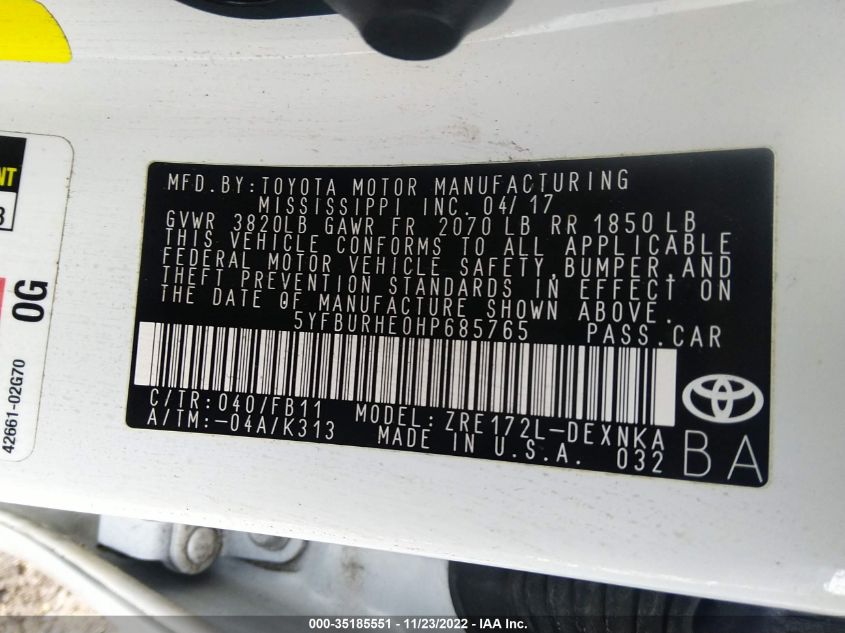 NT
3
0G
42661-02G70
MFD.BY:TOYOTA MOTOR MANUFACTURING
MISSISSIPPI INC. 04/17
GVWR 3820LB GAWR FR 2070 LB RR 1850 LB
THIS VEHICLE CONFORMS TO ALL APPLICABLE
FEDERAL MOTOR VEHICLE SAFETY,BUMPER,AND
THEFT PREVENTION STANDARDS IN EFFECT ON
THE DATE OF MANUFACTURE SHOWN ABOVE.
5YFBURHE0HP685765 PASS.CAR
C/TR:040/FB11 MODEL:ZRE172L-DEXNKA
A/TM:-04A/K313 MADE IN U.S.A. 032
BA
000-35185551 - 11/23/2022 - IAA Inc.